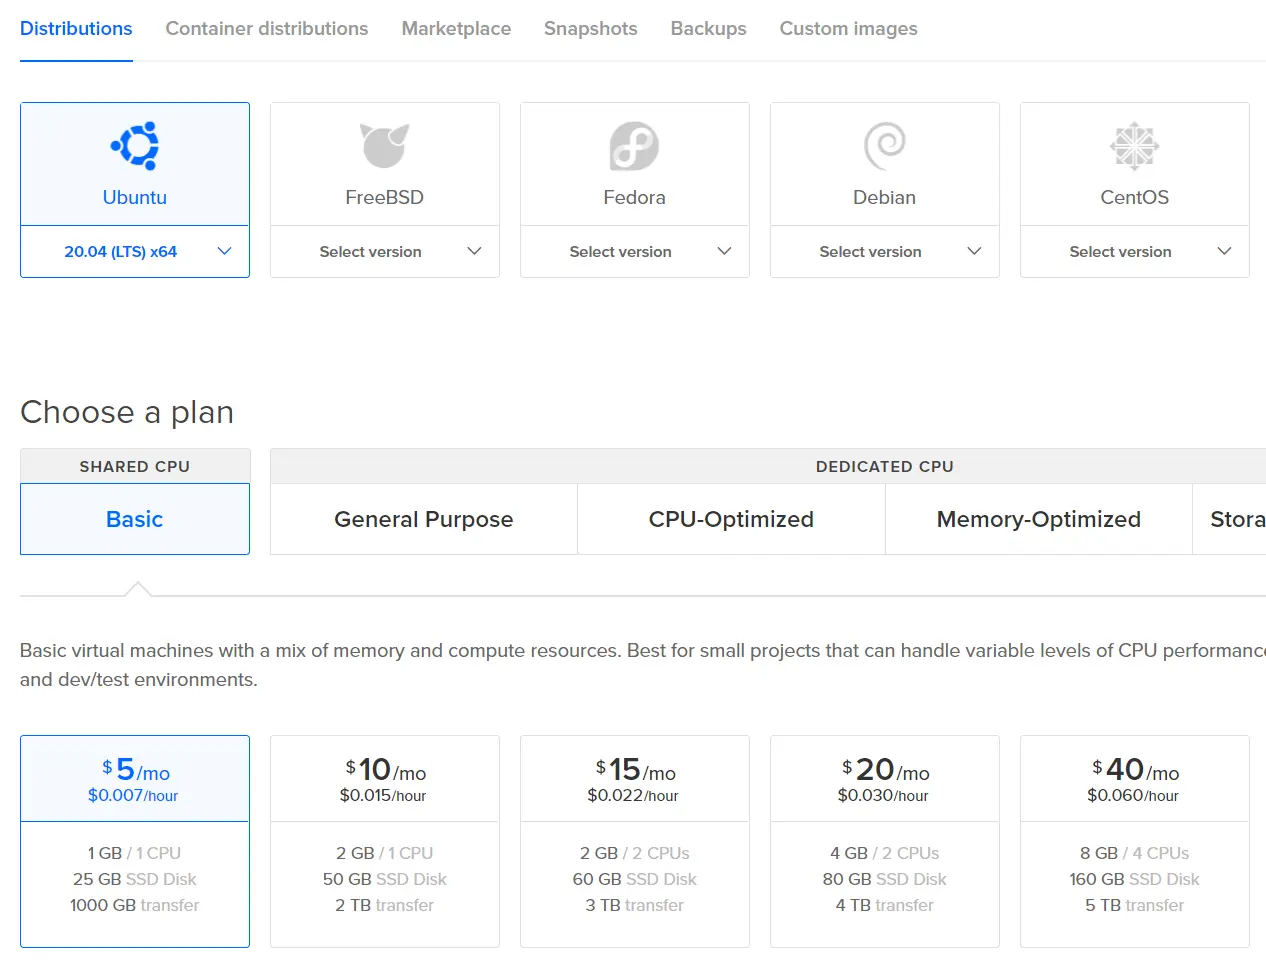 Distributions Container distributions Marketplace Snapshots Backups Custom images
Ubuntu FreeBSD Fedora Debian CentOS
20.04 (LTS) x64 Select version Select version Select version Select version
Choose a plan
SHARED CPU DEDICATED CPU
Basic General Purpose CPU-Optimized Memory-Optimized Stora
Basic virtual machines with a mix of memory and compute resources. Best for small projects that can handle variable levels of CPU performance
and dev/test environments.
$5/mo $10/mo $15/mo $20/mo $40/mo
$0.007/hour $0.015/hour $0.022/hour $0.030/hour $0.060/hour
1 GB / 1 CPU 2 GB / 1 CPU 2 GB / 2 CPUs 4 GB / 2 CPUs 8 GB / 4 CPUs
25 GB SSD Disk 50 GB SSD Disk 60 GB SSD Disk 80 GB SSD Disk 160 GB SSD Disk
1000 GB transfer 2 TB transfer 3 TB transfer 4 TB transfer 5 TB transfer